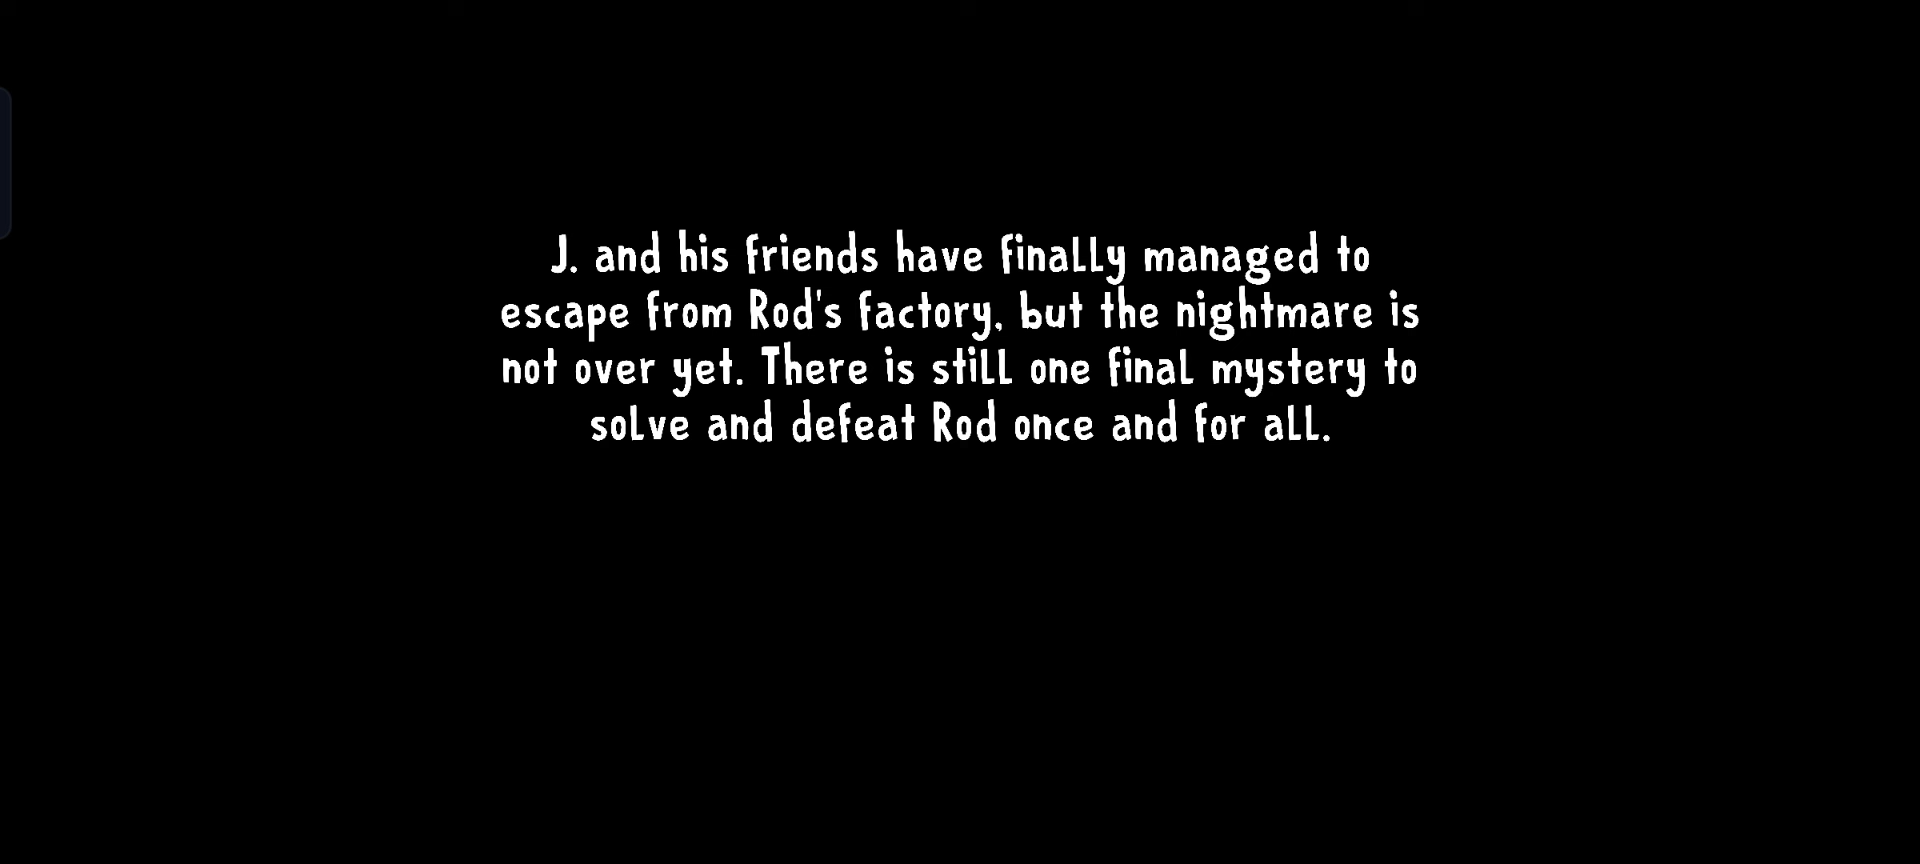 J. and his friends have finally managed to
escape from Rod's factory, but the nightmare is
not over yet. There is still one final mystery to
solve and defeat Rod once and for all.